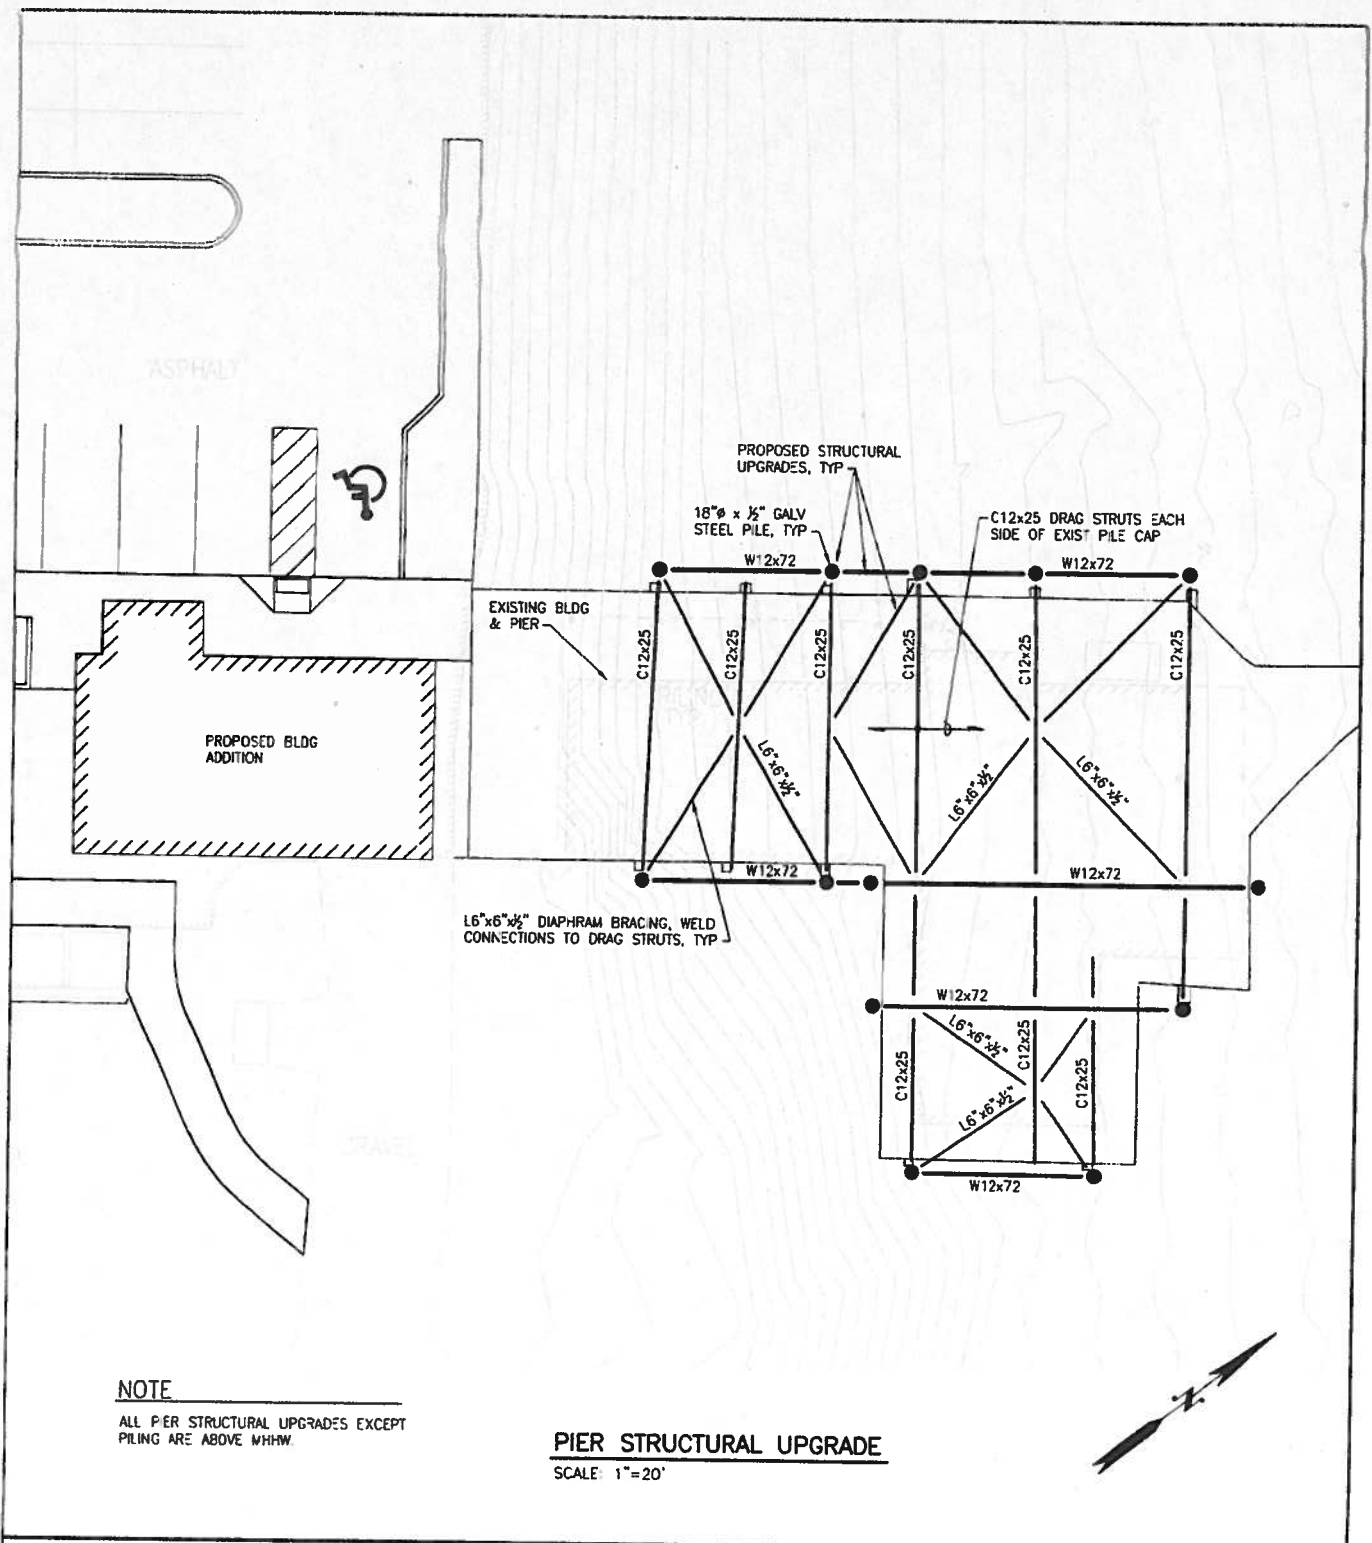 ASPHALT
PROPOSED STRUCTURAL
UPGRADES, TYP
18"ø x ½" GALV
STEEL PILE, TYP
C12x25 DRAG STRUTS EACH
SIDE OF EXIST PILE CAP
W12x72
W12x72
EXISTING BLDG
& PIER
C12x25
C12x25
C12x25
C12x25
C12x25
C12x25
PROPOSED BLDG
ADDITION
L6"x6"x½"
L6"x6"x½"
L6"x6"x½"
W12x72
W12x72
L6"x6"x½" DIAPHRAM BRACING, WELD
CONNECTIONS TO DRAG STRUTS, TYP
W12x72
L6"x6"x½"
C12x25
C12x25
C12x25
L6"x6"x½"
GRAVEL
W12x72
N
NOTE
ALL PIER STRUCTURAL UPGRADES EXCEPT
PILING ARE ABOVE MHHW.
PIER STRUCTURAL UPGRADE
SCALE: 1"=20'